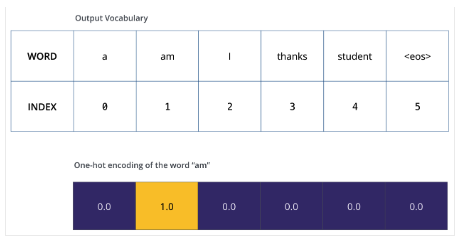 Output Vocabulary
WORD a am I thanks student <eos>
INDEX 0 1 2 3 4 5
One-hot encoding of the word "am"
0.0 1.0 0.0 0.0 0.0 0.0